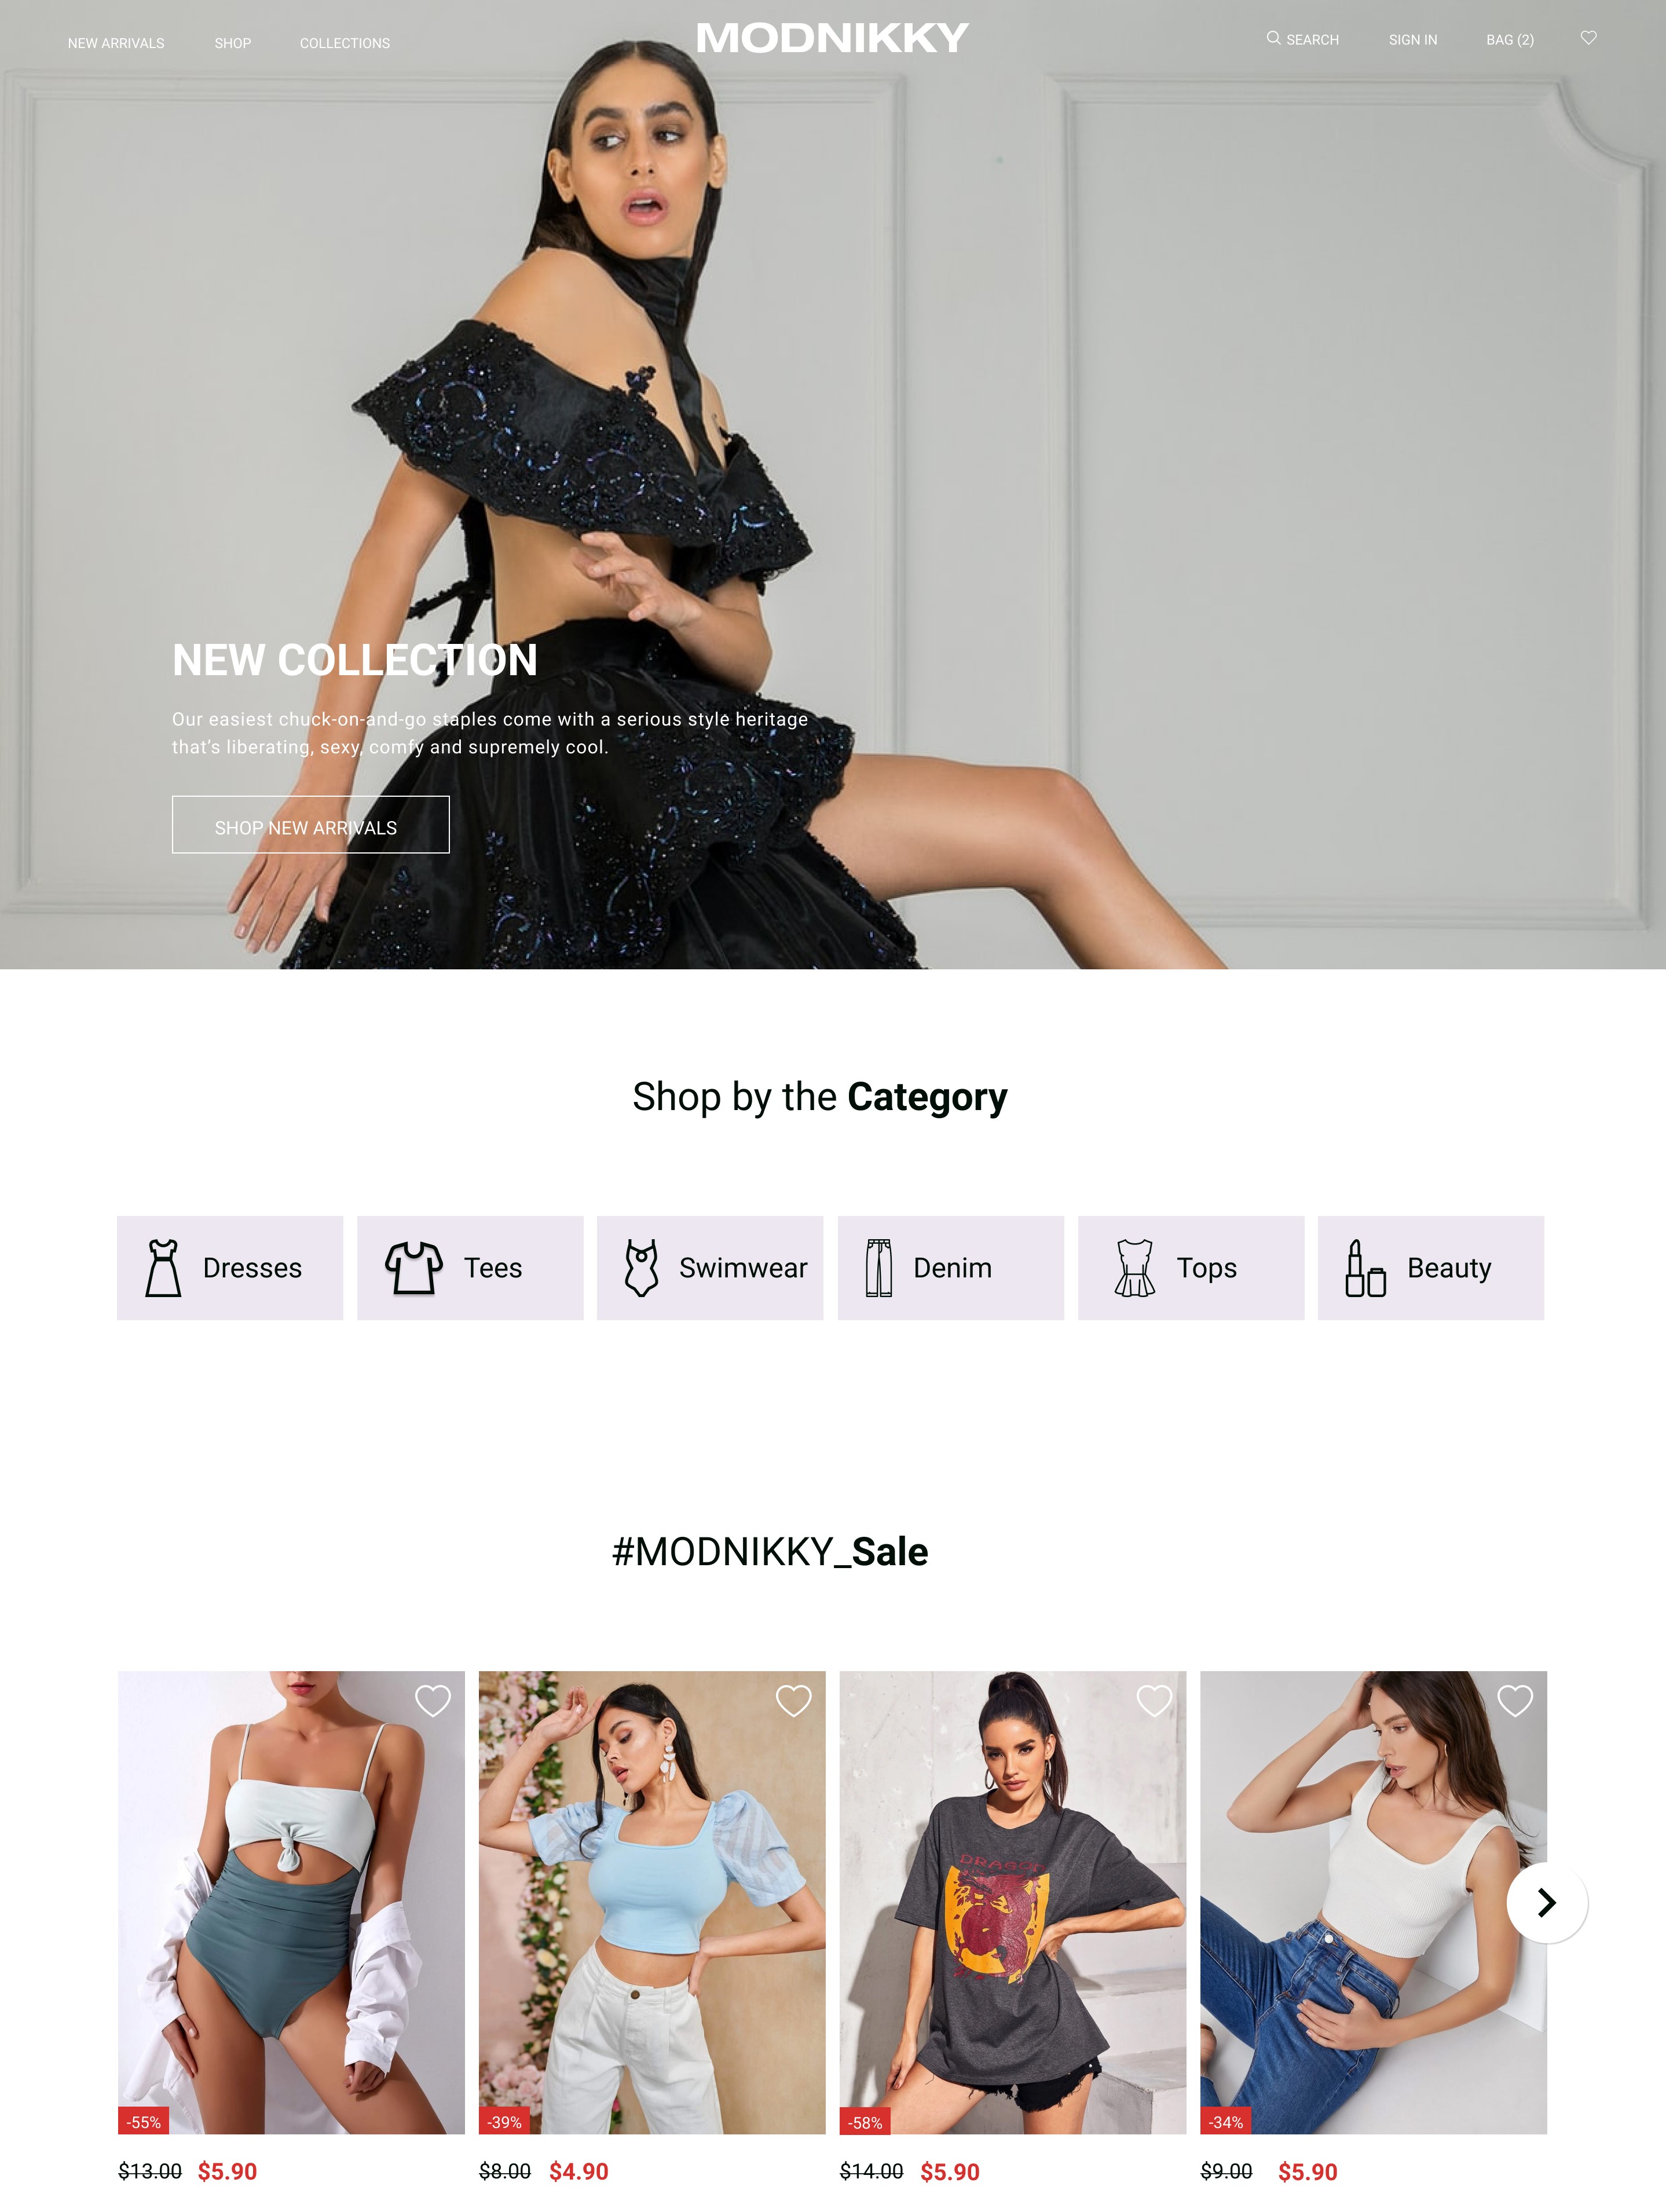 NEW ARRIVALS SHOP COLLECTIONS MODNIKKY SEARCH SIGN IN BAG (2)
NEW COLLECTION
Our easiest chuck-on-and-go staples come with a serious style heritage
that’s liberating, sexy, comfy and supremely cool.
SHOP NEW ARRIVALS
Shop by the Category
Dresses Tees Swimwear Denim Tops Beauty
#MODNIKKY_Sale
DRAGON
-55% -39% -58% -34%
$13.00 $5.90 $8.00 $4.90 $14.00 $5.90 $9.00 $5.90